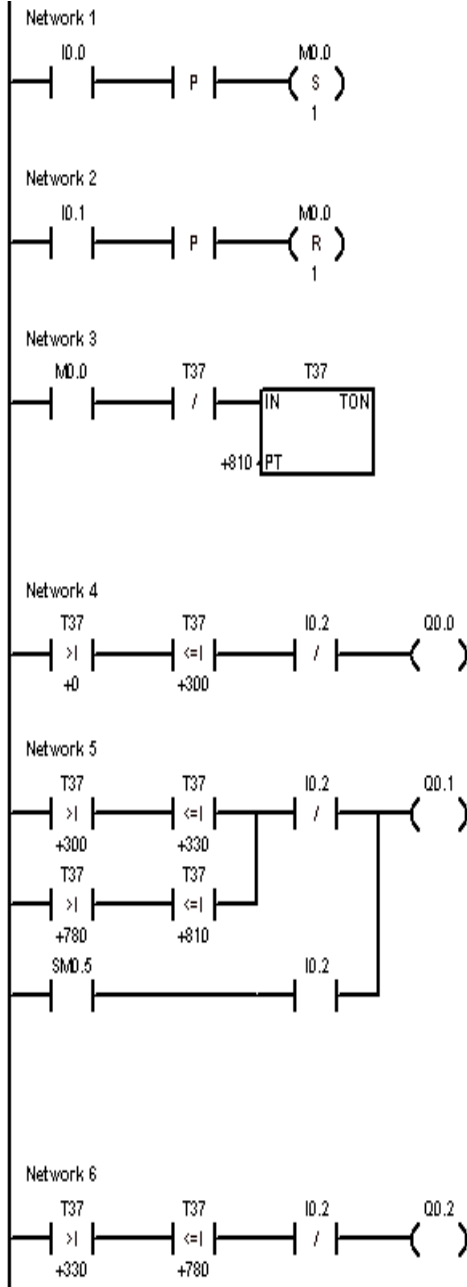 Network 1
I0.0 M0.0
P S
1
Network 2
I0.1 M0.0
P R
1
Network 3
M0.0 T37 T37
/ IN TON
+810 PT
Network 4
T37 T37 I0.2 Q0.0
>I <=I /
+0 +300
Network 5
T37 T37 I0.2 Q0.1
>I <=I /
+300 +330
T37 T37
>I <=I
+780 +810
SM0.5 I0.2
Network 6
T37 T37 I0.2 Q0.2
>I <=I /
+330 +780